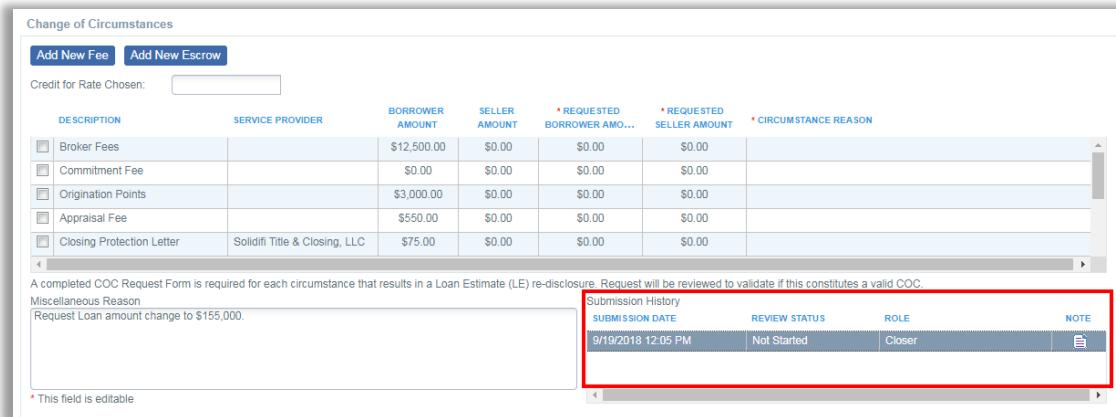 Change of Circumstances
Add New Fee Add New Escrow
Credit for Rate Chosen:
DESCRIPTION SERVICE PROVIDER BORROWER AMOUNT SELLER AMOUNT * REQUESTED BORROWER AMO... * REQUESTED SELLER AMOUNT * CIRCUMSTANCE REASON
Broker Fees $12,500.00 $0.00 $0.00 $0.00
Commitment Fee $0.00 $0.00 $0.00 $0.00
Origination Points $3,000.00 $0.00 $0.00 $0.00
Appraisal Fee $550.00 $0.00 $0.00 $0.00
Closing Protection Letter Solidifi Title & Closing, LLC $75.00 $0.00 $0.00 $0.00
A completed COC Request Form is required for each circumstance that results in a Loan Estimate (LE) re-disclosure. Request will be reviewed to validate if this constitutes a valid COC.
Miscellaneous Reason
Request Loan amount change to $155,000.
* This field is editable
Submission History
SUBMISSION DATE REVIEW STATUS ROLE NOTE
9/19/2018 12:05 PM Not Started Closer